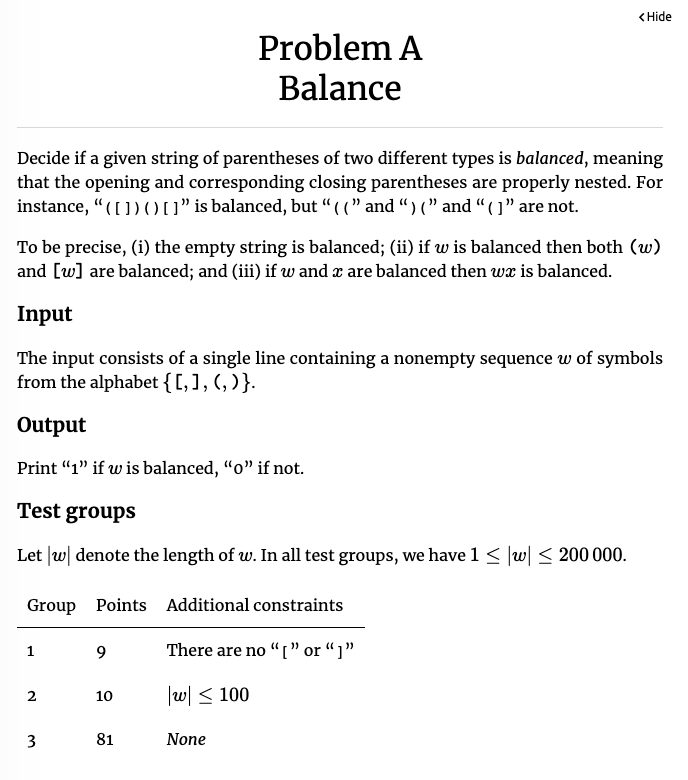 Hide
Problem A
Balance
Decide if a given string of parentheses of two different types is balanced, meaning
that the opening and corresponding closing parentheses are properly nested. For
instance, “([])()[]” is balanced, but “((” and “)(” and “(]” are not.
To be precise, (i) the empty string is balanced; (ii) if w is balanced then both (w)
and [w] are balanced; and (iii) if w and x are balanced then wx is balanced.
Input
The input consists of a single line containing a nonempty sequence w of symbols
from the alphabet {[,],(,)}.
Output
Print “1” if w is balanced, “0” if not.
Test groups
Let |w| denote the length of w. In all test groups, we have 1 ≤ |w| ≤ 200 000.
Group Points Additional constraints
1 9 There are no “[” or “]”
2 10 |w| ≤ 100
3 81 None